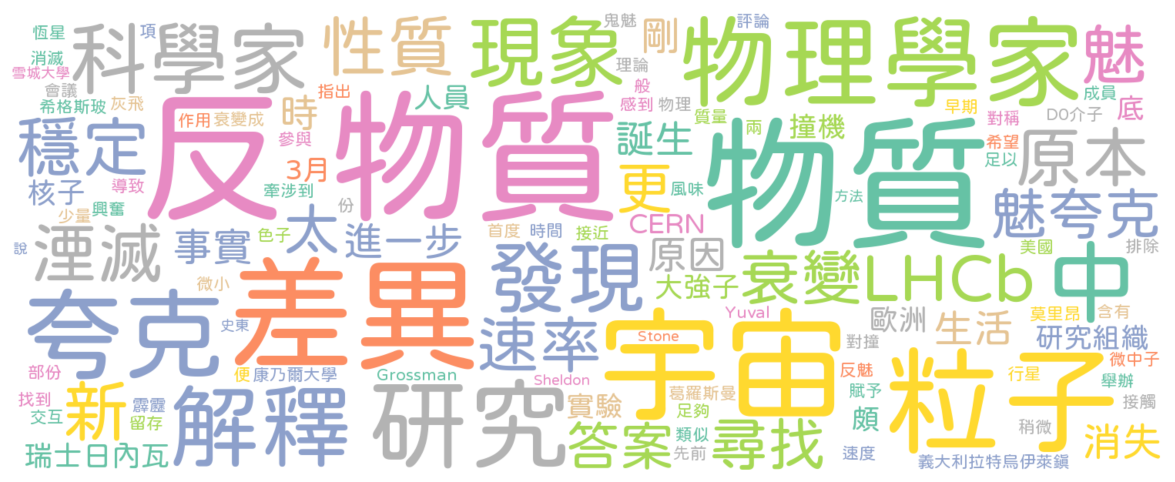 恆星 項 科學家 性質 現象 鬼魅 剛 評論 物理學家 魅
消滅 理論
雪城大學 會議 指出 人員 般 感到 物理 早期 成員
希格斯玻 灰飛 作用 衰變成 時 反物質 質量 兩 撞機 對稱 D0介子 底
穩定 參與 誕生 物質 希望 足以 原本
核子 導致 3月 牽涉到 更 風味 方法 魅夸克
少量 興奮 份 CERN
說 湮滅 事實 色子 太 進一步 首度 時間 接近 原因 美國 排除
微小 差異 發現 大強子 衰變 LHCb 中
夸克 史東 速率 宇宙 Yuval 歐洲 生活 莫里昂 含有
Stone 對撞 研究組織
部份 便 康乃爾大學 Grossman Sheldon 反魅 粒子 微中子
找到 新 霹靂 解釋 研究 實驗 葛羅斯曼 賦予 行星 舉辦
交互 留存 足夠 頗 接觸
瑞士日內瓦 答案 類似 尋找 稍微 消失
先前 速度 義大利拉特烏伊萊鎮